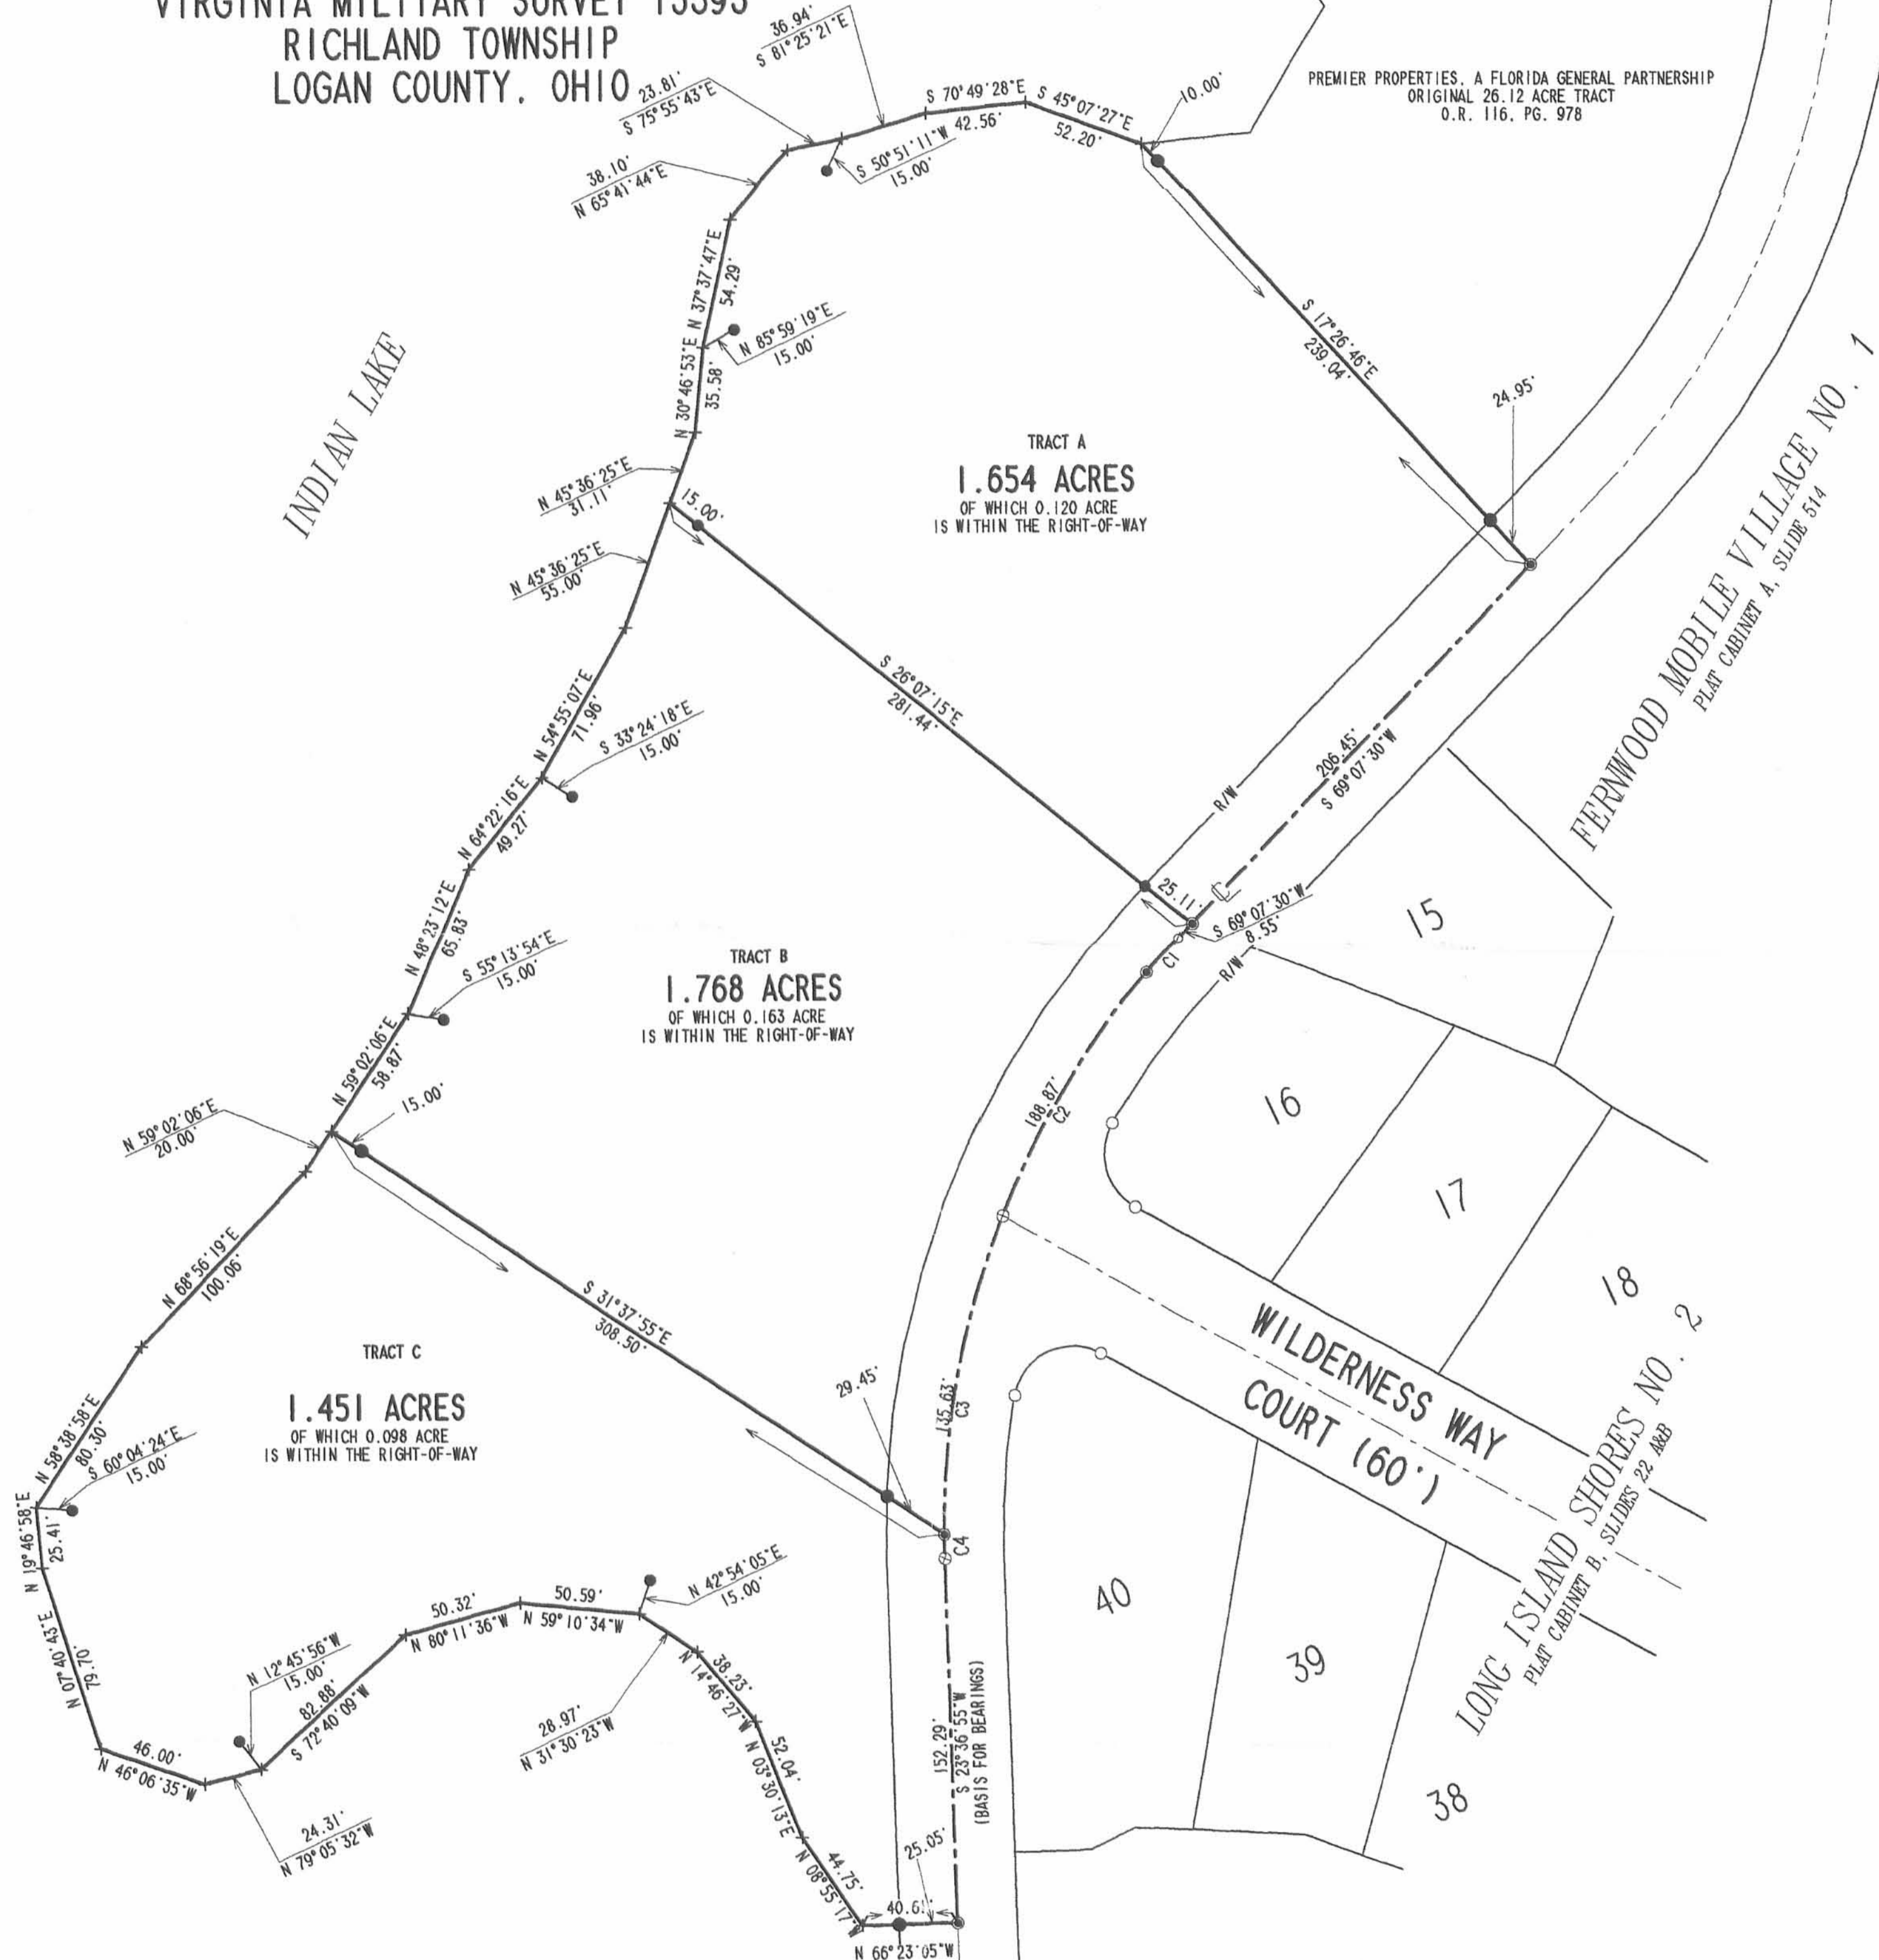 VIRGINIA MILITARY SURVEY 13393
RICHLAND TOWNSHIP
LOGAN COUNTY, OHIO
36.94'
S 81°25'21"E
23.81'
S 75°55'43"E
38.10'
N 65°41'44"E
S 70°49'28"E
42.56'
S 45°07'27"E
52.20'
S 50°51'11"W
15.00'
10.00'
PREMIER PROPERTIES, A FLORIDA GENERAL PARTNERSHIP
ORIGINAL 26.12 ACRE TRACT
O.R. 116, PG. 978
N 37°37'47"E
54.29'
N 85°59'19"E
15.00'
N 30°46'53"E
35.58'
S 17°26'46"E
239.04'
24.95'
INDIAN LAKE
TRACT A
1.654 ACRES
OF WHICH 0.120 ACRE
IS WITHIN THE RIGHT-OF-WAY
N 45°36'25"E
31.11'
15.00'
N 45°36'25"E
55.00'
FERNWOOD MOBILE VILLAGE NO. 1
PLAT CABINET A, SLIDE 514
S 26°07'15"E
281.44'
N 54°55'07"E
71.96'
S 33°24'18"E
15.00'
R/W
206.45'
S 69°07'30"W
N 64°22'16"E
49.27'
25.11'
S 69°07'30"W
8.55'
C1
R/W
15
N 48°23'12"E
65.83'
S 55°13'54"E
15.00'
TRACT B
1.768 ACRES
OF WHICH 0.163 ACRE
IS WITHIN THE RIGHT-OF-WAY
N 59°02'06"E
58.87'
15.00'
N 59°02'06"E
20.00'
188.87'
C2
16
17
18
N 68°56'19"E
100.06'
S 31°37'55"E
308.50'
WILDERNESS WAY
COURT (60')
TRACT C
1.451 ACRES
OF WHICH 0.098 ACRE
IS WITHIN THE RIGHT-OF-WAY
29.45'
135.63'
C3
C4
N 58°38'58"E
80.30'
S 60°04'24"E
15.00'
N 19°46'58"E
25.41'
LONG ISLAND SHORES NO. 2
PLAT CABINET B, SLIDES 22 A&B
40
39
38
50.32'
N 80°11'36"W
50.59'
N 59°10'34"W
N 42°54'05"E
15.00'
N 07°40'43"E
79.70'
N 12°45'56"W
15.00'
82.88'
S 72°40'09"W
38.23'
N 14°46'27"W
28.97'
N 31°30'23"W
46.00'
N 46°06'35"W
24.31'
N 79°05'32"W
52.04'
N 03°30'13"E
152.29'
S 23°36'55"W
(BASIS FOR BEARINGS)
44.75'
N 08°55'17"
25.05'
40.61'
N 66°23'05"W